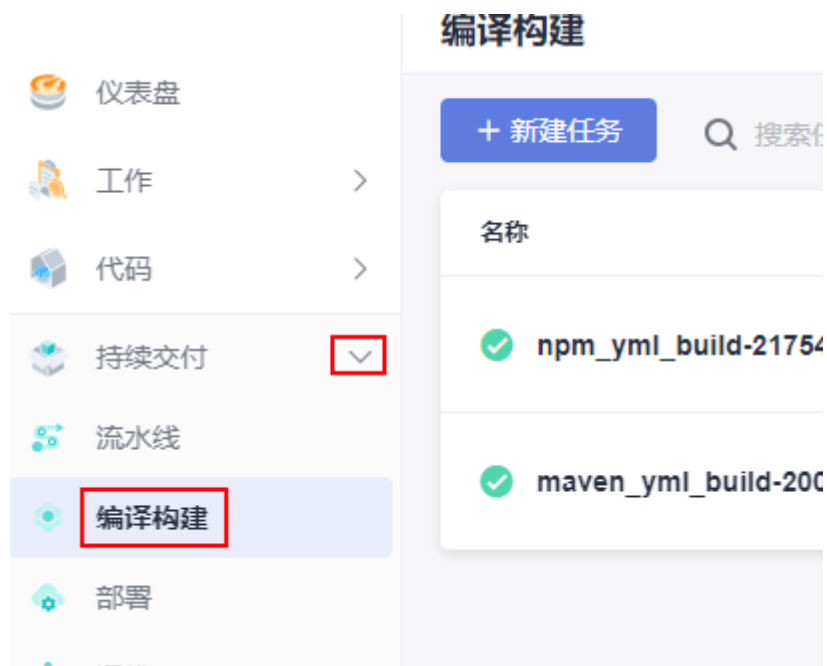 编译构建
仪表盘
+ 新建任务
搜索
工作
名称
代码
npm_yml_build-21754
持续交付
流水线
maven_yml_build-200
编译构建
部署